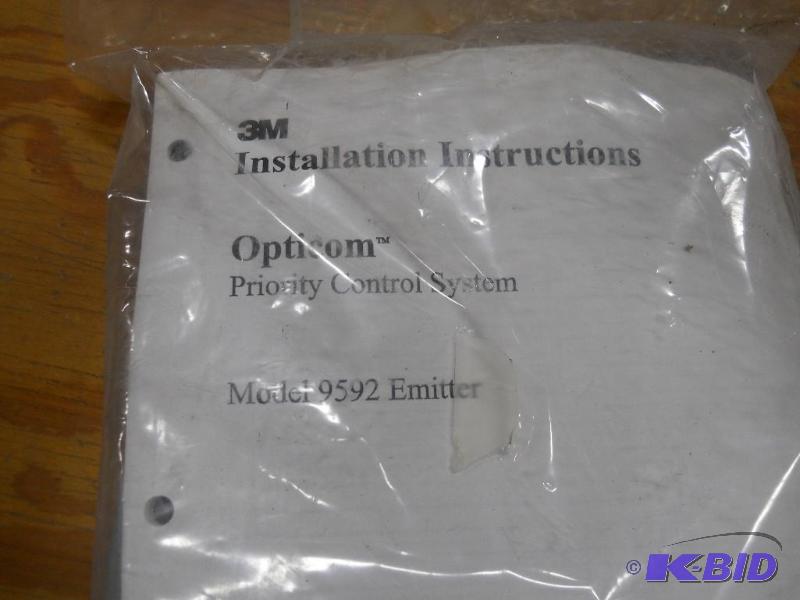 3M
Installation Instructions
Opticom™
Priority Control System
Model 9592 Emitter
© K-BID